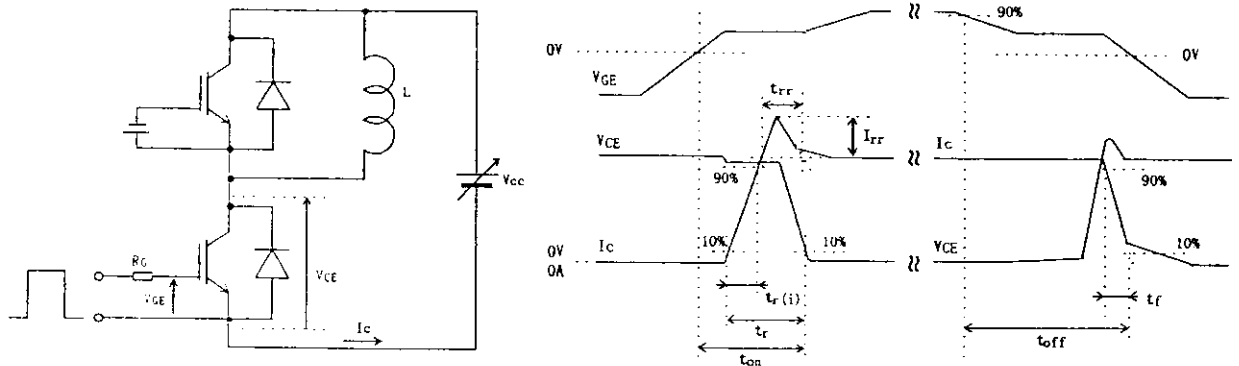 L
Vcc
RG
VGE
VCE
Ic
0V
VGE
90%
0V
trr
Irr
VCE
90%
Ic
90%
0V
0A
Ic
10%
10%
VCE
10%
tr(i)
tr
ton
tf
toff